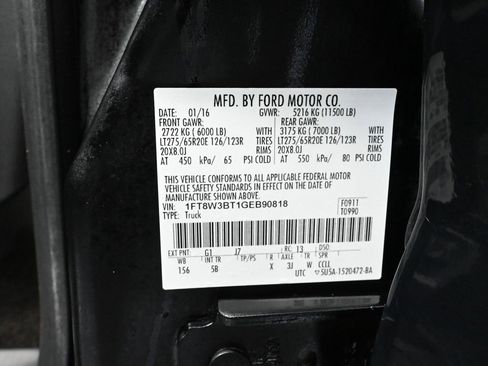 MFD. BY FORD MOTOR CO.
DATE: 01/16 GVWR: 5216 KG (11500 LB)
FRONT GAWR: REAR GAWR:
2722 KG ( 6000 LB) WITH 3175 KG ( 7000 LB) WITH
LT275/65R20E 126/123R TIRES LT275/65R20E 126/123R TIRES
20X8.0J RIMS 20X8.0J RIMS
AT 450 kPa/ 65 PSI COLD AT 550 kPa/ 80 PSI COLD
THIS VEHICLE CONFORMS TO ALL APPLICABLE FEDERAL MOTOR
VEHICLE SAFETY STANDARDS IN EFFECT ON THE DATE OF
MANUFACTURE SHOWN ABOVE.
VIN: 1FT8W3BT1GEB90818 F0911
TYPE: Truck T0990
EXT PNT: G1 J7 RC: 13 DSO:
WB INT TR TP/PS R AXLE TR SPR
156 5B X 3J W CCLL
UTC 5U5A-1520472-BA